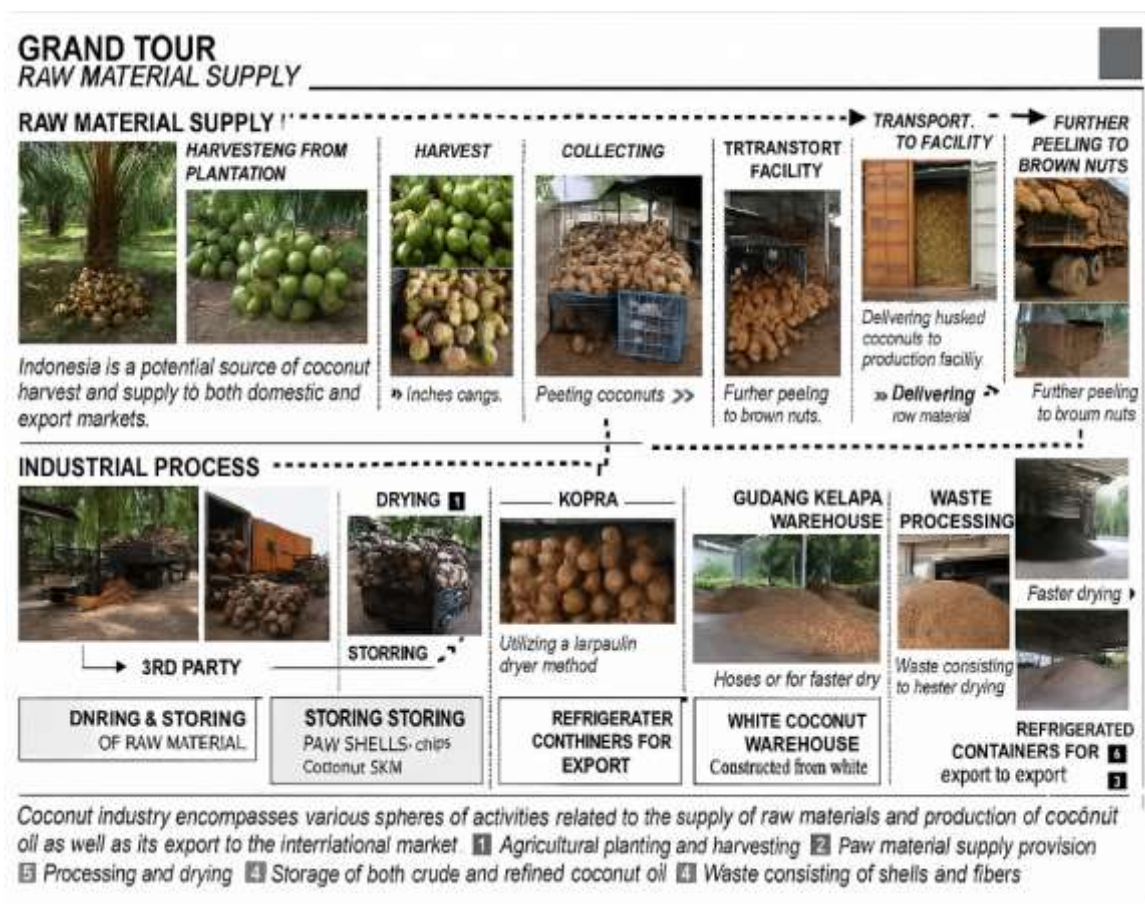 GRAND TOUR
RAW MATERIAL SUPPLY
RAW MATERIAL SUPPLY
HARVESTENG FROM
PLANTATION
Indonesia is a potential source of coconut
harvest and supply to both domestic and
export markets.
HARVEST
» Inches cangs.
COLLECTING
Peeting coconuts >>
TRTRANSTORT
FACILITY
Furher peeling
to brown nuts.
TRANSPORT.
TO FACILITY
Delivering husked
coconuls to
production faciliiy.
» Delivering
row material
FURTHER
PEELING TO
BROWN NUTS
Further peeling
to broum nuts
INDUSTRIAL PROCESS
3RD PARTY
DRYING 1
STORRING
KOPRA
Utilizing a larpaulin
dryer method
GUDANG KELAPA
WAREHOUSE
Hoses or for faster dry
WASTE
PROCESSING
Waste consisting
to hester drying
Faster drying
DNRING & STORING
OF RAW MATERIAL
STORING STORING
PAW SHELLS· chips
Cottonut SKM
REFRIGERATER
CONTHINERS FOR
EXPORT
WHITE COCONUT
WAREHOUSE
Constructed from white
REFRIGERATED
CONTAINERS FOR 6
export to export 3
Coconut industry encompasses various spheres of activities related to the supply of raw materials and production of cocōnút
oil as well as its export to the interriational market 1 Agricultural planting and harvesting 2 Paw material supply provision
5 Processing and drying 4 Storage of both crude and refined coconut oil 4 Waste consisting of shells and fibers